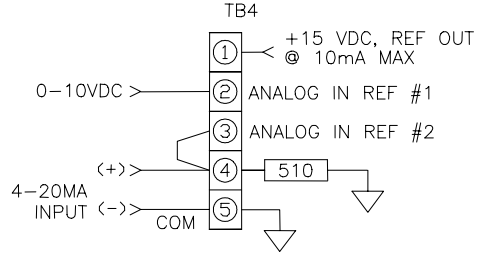 TB4
1
+15 VDC, REF OUT
@ 10mA MAX
0-10VDC
2
ANALOG IN REF #1
3
ANALOG IN REF #2
(+)
4
510
4-20MA
INPUT (-)
COM
5